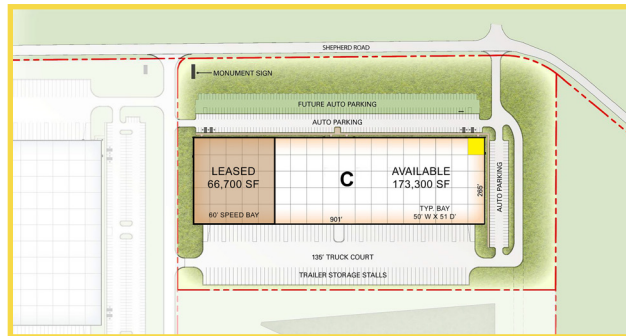 SHEPHERD ROAD
MONUMENT SIGN
FUTURE AUTO PARKING
AUTO PARKING
LEASED
66,700 SF
C
AVAILABLE
173,300 SF
265'
AUTO PARKING
60' SPEED BAY
901'
TYP. BAY
50' W X 51 D'
135' TRUCK COURT
TRAILER STORAGE STALLS